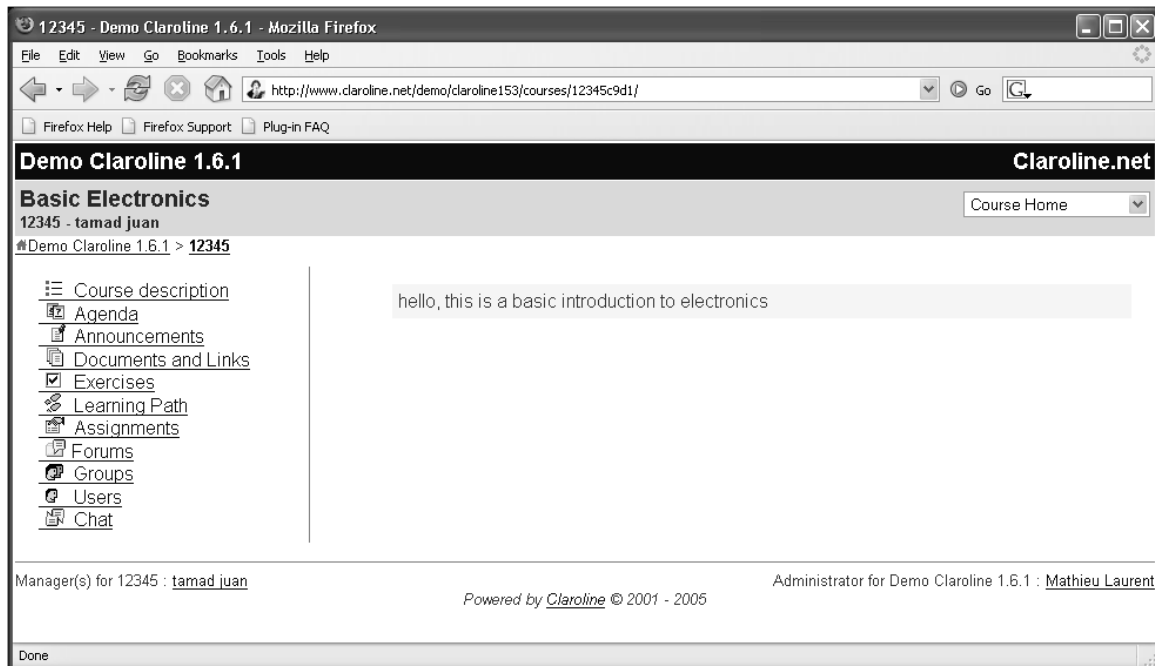 12345 - Demo Claroline 1.6.1 - Mozilla Firefox
File Edit View Go Bookmarks Tools Help
http://www.claroline.net/demo/claroline153/courses/12345c9d1/ Go G
Firefox Help Firefox Support Plug-in FAQ
Demo Claroline 1.6.1 Claroline.net
Basic Electronics
Course Home
12345 - tamad juan
Demo Claroline 1.6.1 > 12345
Course description
Agenda
Announcements
Documents and Links
Exercises
Learning Path
Assignments
Forums
Groups
Users
Chat
hello, this is a basic introduction to electronics
Manager(s) for 12345 : tamad juan
Administrator for Demo Claroline 1.6.1 : Mathieu Laurent
Powered by Claroline © 2001 - 2005
Done